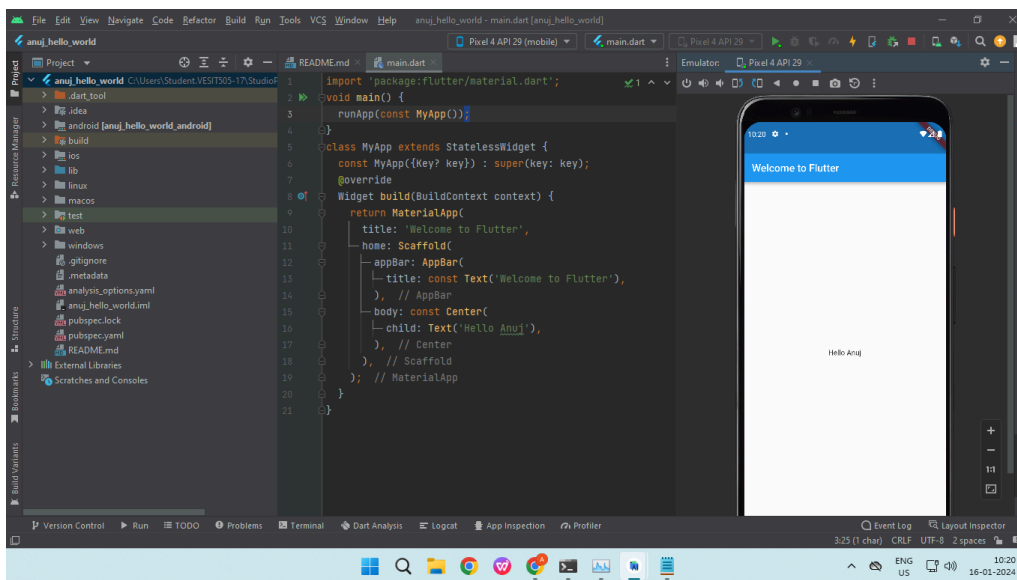 File Edit View Navigate Code Refactor Build Run Tools VCS Window Help anuj_hello_world - main.dart [anuj_hello_world]
anuj_hello_world Pixel 4 API 29 (mobile) main.dart Pixel 4 API 29
Project README.md main.dart Emulator: Pixel 4 API 29
Project
Resource Manager
Structure
Bookmarks
Build Variants
anuj_hello_world C:\Users\Student.VESIT505-17\StudioP
.dart_tool
.idea
android [anuj_hello_world_android]
build
ios
lib
linux
macos
test
web
windows
.gitignore
.metadata
analysis_options.yaml
anuj_hello_world.iml
pubspec.lock
pubspec.yaml
README.md
External Libraries
Scratches and Consoles
1 import 'package:flutter/material.dart'; 1
2 void main() {
3 runApp(const MyApp());
4 }
5 class MyApp extends StatelessWidget {
6 const MyApp({Key? key}) : super(key: key);
7 @override
8 Widget build(BuildContext context) {
9 return MaterialApp(
10 title: 'Welcome to Flutter',
11 home: Scaffold(
12 appBar: AppBar(
13 title: const Text('Welcome to Flutter'),
14 ), // AppBar
15 body: const Center(
16 child: Text('Hello Anuj'),
17 ), // Center
18 ), // Scaffold
19 ); // MaterialApp
20 }
21 }
10:20
Welcome to Flutter
Hello Anuj
1:1
Version Control Run TODO Problems Terminal Dart Analysis Logcat App Inspection Profiler Event Log Layout Inspector
3:25 (1 char) CRLF UTF-8 2 spaces
ENG 10:20
US 16-01-2024